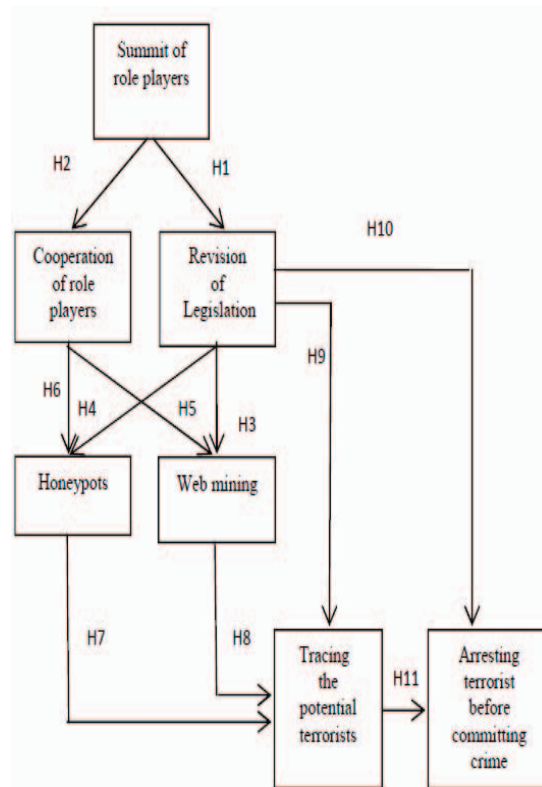 Summit of
role players
H2
H1
H10
Cooperation
of role
players
Revision
of
Legislation
H9
H6
H4
H5
H3
Honeypots
Web mining
H7
H8
Tracing
the
potential
terrorists
H11
Arresting
terrorist
before
committing
crime